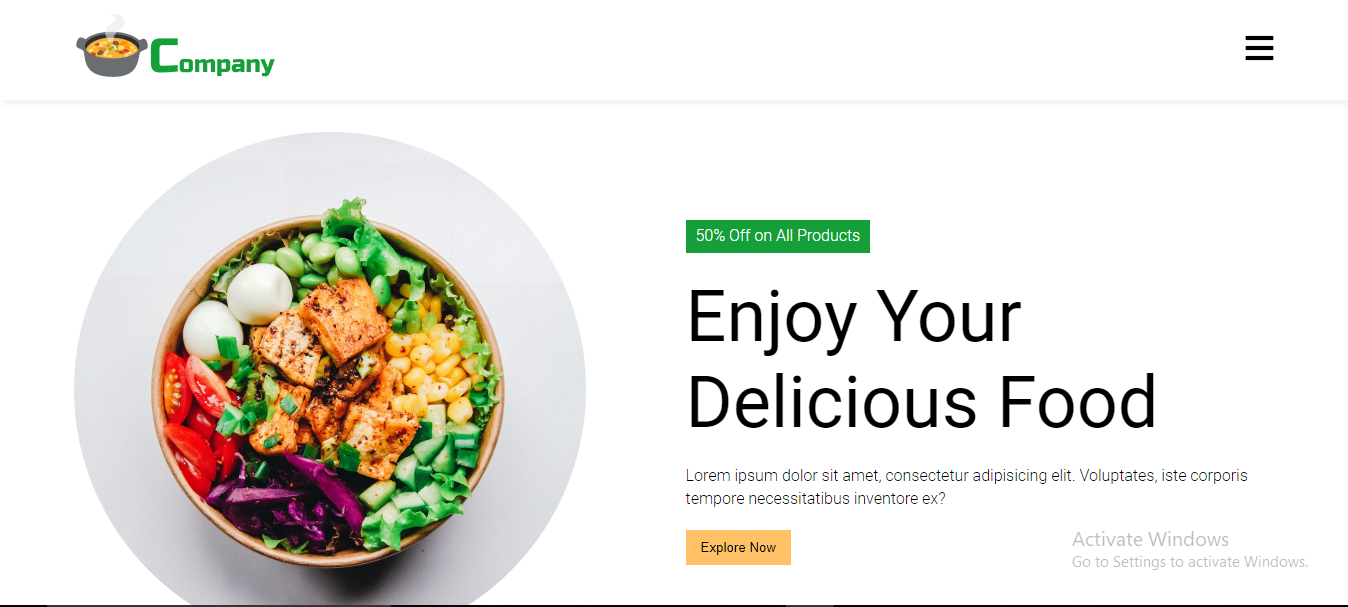 Company
50% Off on All Products
Enjoy Your
Delicious Food
Lorem ipsum dolor sit amet, consectetur adipisicing elit. Voluptates, iste corporis
tempore necessitatibus inventore ex?
Explore Now
Activate Windows
Go to Settings to activate Windows.